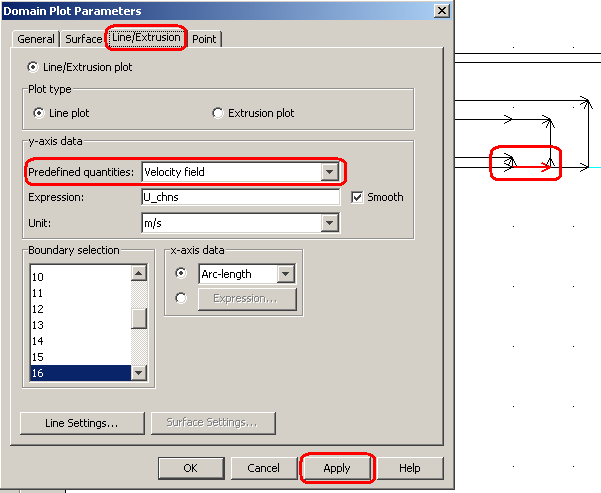 Domain Plot Parameters
General Surface Line/Extrusion Point
Line/Extrusion plot
Plot type
Line plot Extrusion plot
y-axis data
Predefined quantities: Velocity field
Expression: U_chns Smooth
Unit: m/s
Boundary selection x-axis data
10
Arc-length
11
12
Expression...
13
14
15
16
Line Settings... Surface Settings...
OK Cancel Apply Help